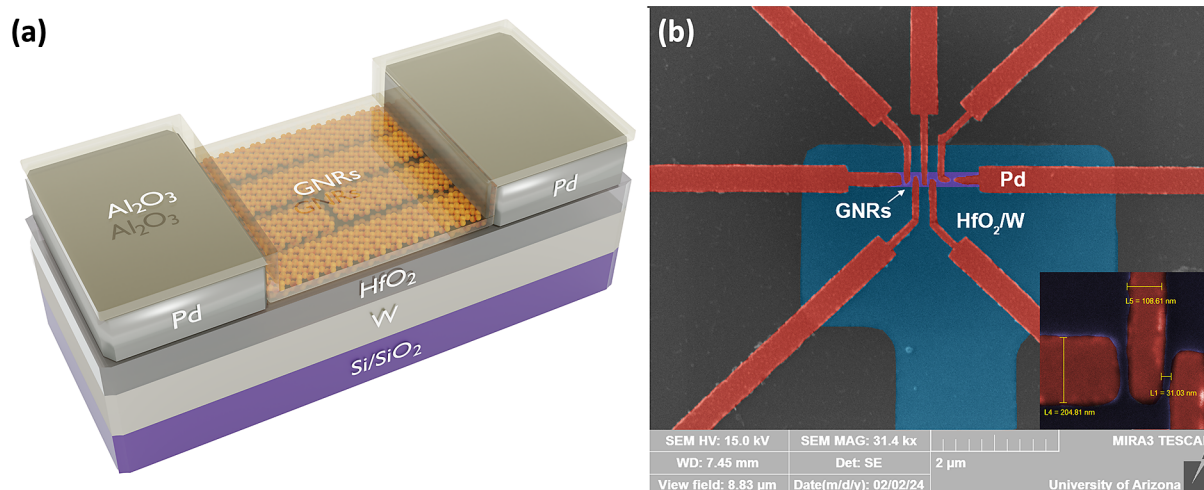 (a)
Al₂O₃
Al₂O₃
GNRs
Pd
Pd
HfO₂
W
Si/SiO₂
(b)
Pd
GNRs
HfO₂/W
L5 = 108.61 nm
L1 = 31.03 nm
L4 = 204.81 nm
SEM HV: 15.0 kV
SEM MAG: 31.4 kx
MIRA3 TESCA
WD: 7.45 mm
Det: SE
2 µm
View field: 8.83 µm
Date(m/d/y): 02/02/24
University of Arizona